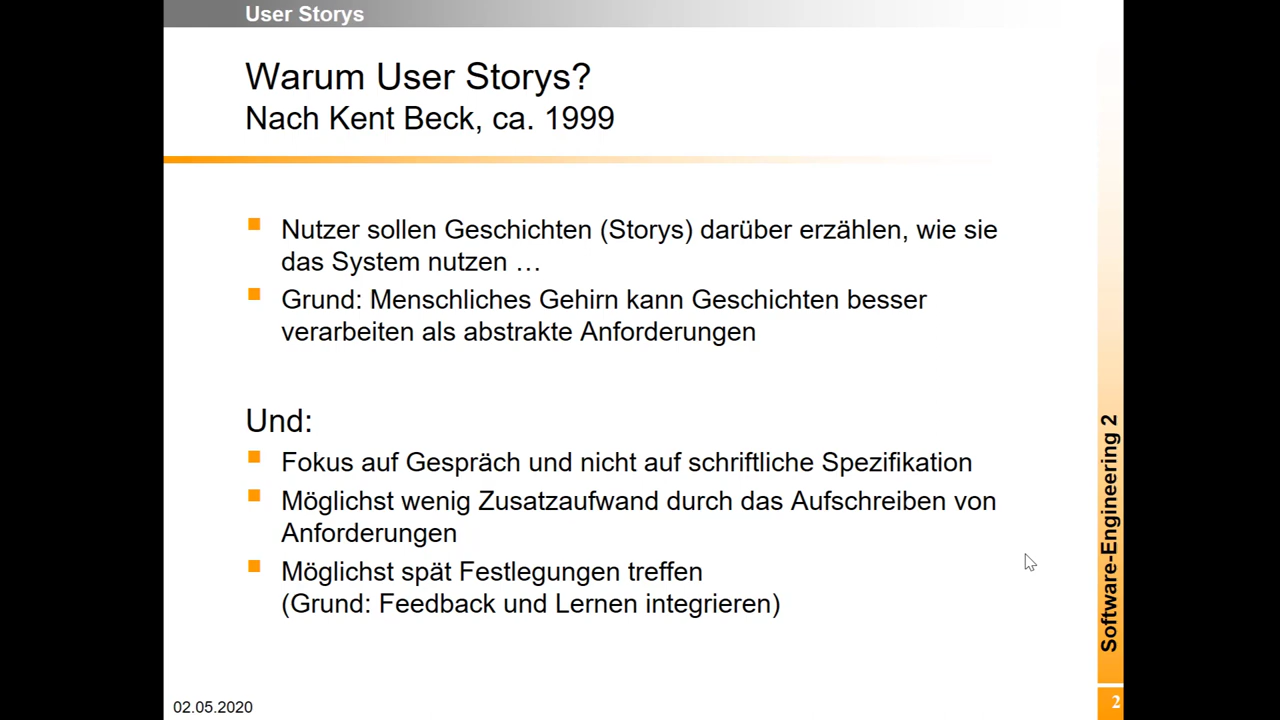 User Storys
Warum User Storys?
Nach Kent Beck, ca. 1999
Nutzer sollen Geschichten (Storys) darüber erzählen, wie sie
das System nutzen …
Grund: Menschliches Gehirn kann Geschichten besser
verarbeiten als abstrakte Anforderungen
Und:
Fokus auf Gespräch und nicht auf schriftliche Spezifikation
Möglichst wenig Zusatzaufwand durch das Aufschreiben von
Anforderungen
Möglichst spät Festlegungen treffen
(Grund: Feedback und Lernen integrieren)
Software-Engineering 2
02.05.2020
2